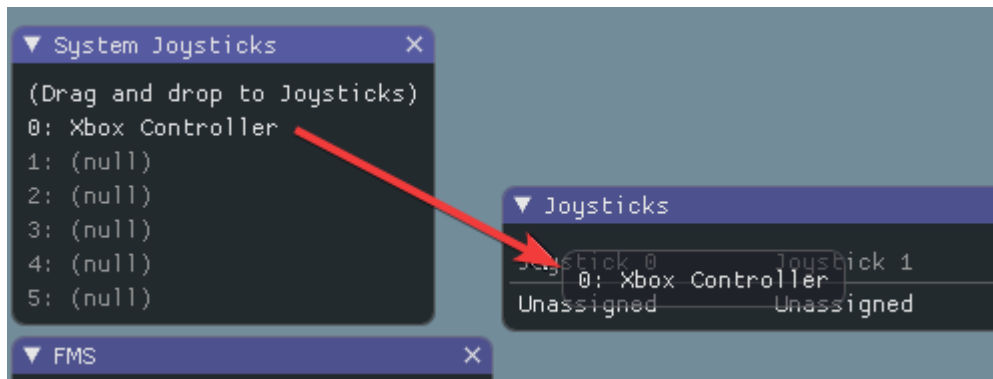 ▼ System Joysticks ×
(Drag and drop to Joysticks)
0: Xbox Controller
1: (null)
2: (null)
3: (null)
4: (null)
5: (null)
▼ Joysticks
Joystick 0 Joystick 1
0: Xbox Controller
Unassigned Unassigned
▼ FMS ×